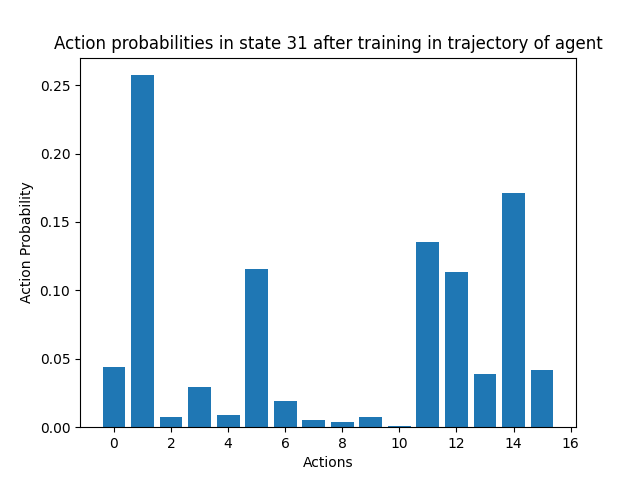 Action probabilities in state 31 after training in trajectory of agent
0.25
0.20
0.15
0.10
0.05
0.00
Action Probability
0 2 4 6 8 10 12 14 16
Actions